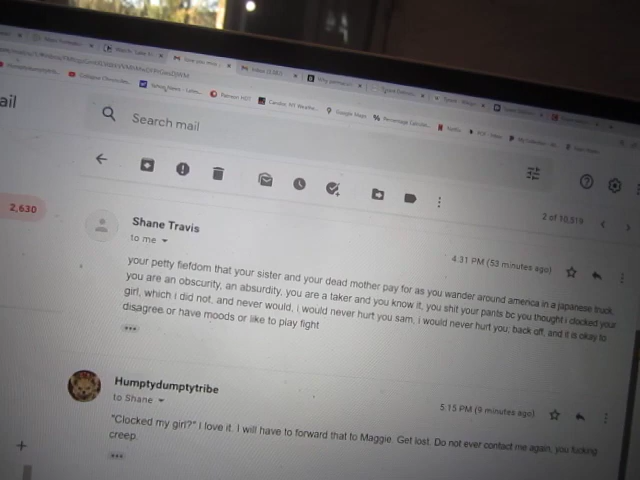 ail
Search mail
2 of 10,519
2,630
Shane Travis
to me
4:31 PM (53 minutes ago)
your petty fiefdom that your sister and your dead mother pay for as you wander around america in a japanese truck.
you are an obscurity, an absurdity, you are a taker and you know it, you shit your pants bc you thought i clocked your
girl, which i did not, and never would, i would never hurt you sam, i would never hurt you, back off, and it is okay to
disagree or have moods or like to play fight
Humptydumptytribe
to Shane
5:15 PM (9 minutes ago)
"Clocked my girl?" I love it. I will have to forward that to Maggie. Get lost. Do not ever contact me again, you fucking
creep.